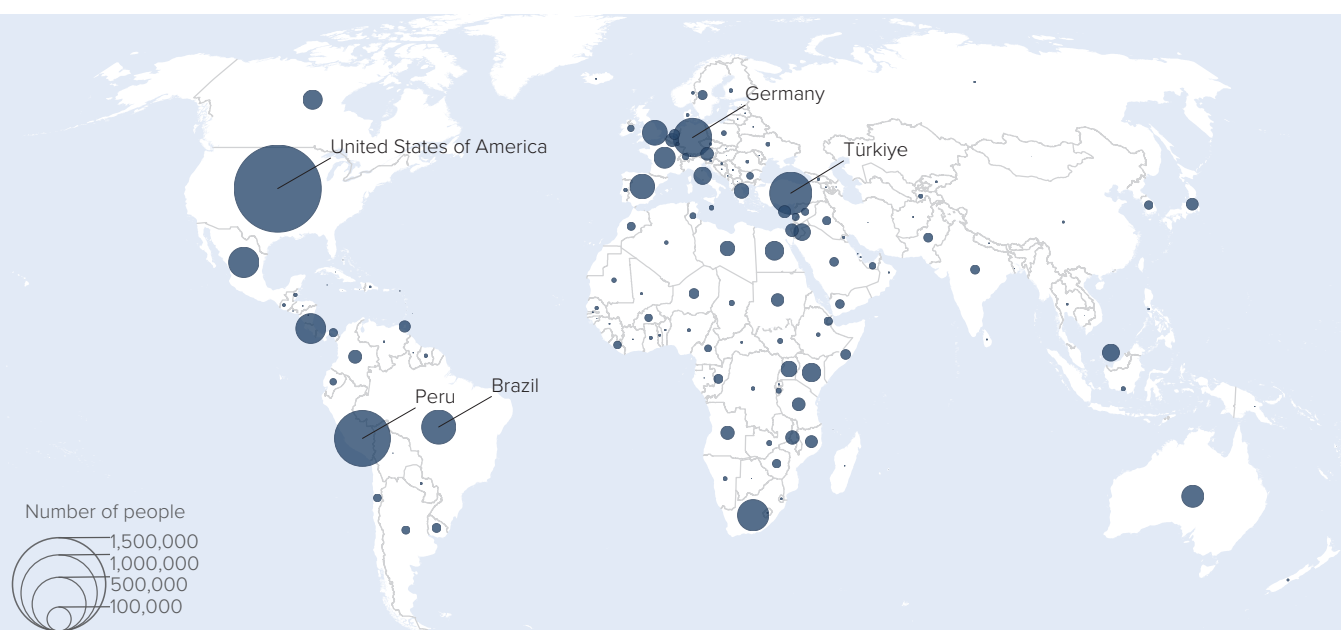 Germany
United States of America
Türkiye
Brazil
Peru
Number of people
1,500,000
1,000,000
500,000
100,000